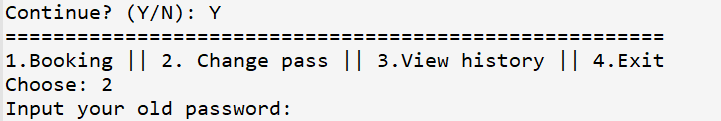 Continue? (Y/N): Y
=======================================================
1.Booking || 2. Change pass || 3.View history || 4.Exit
Choose: 2
Input your old password: